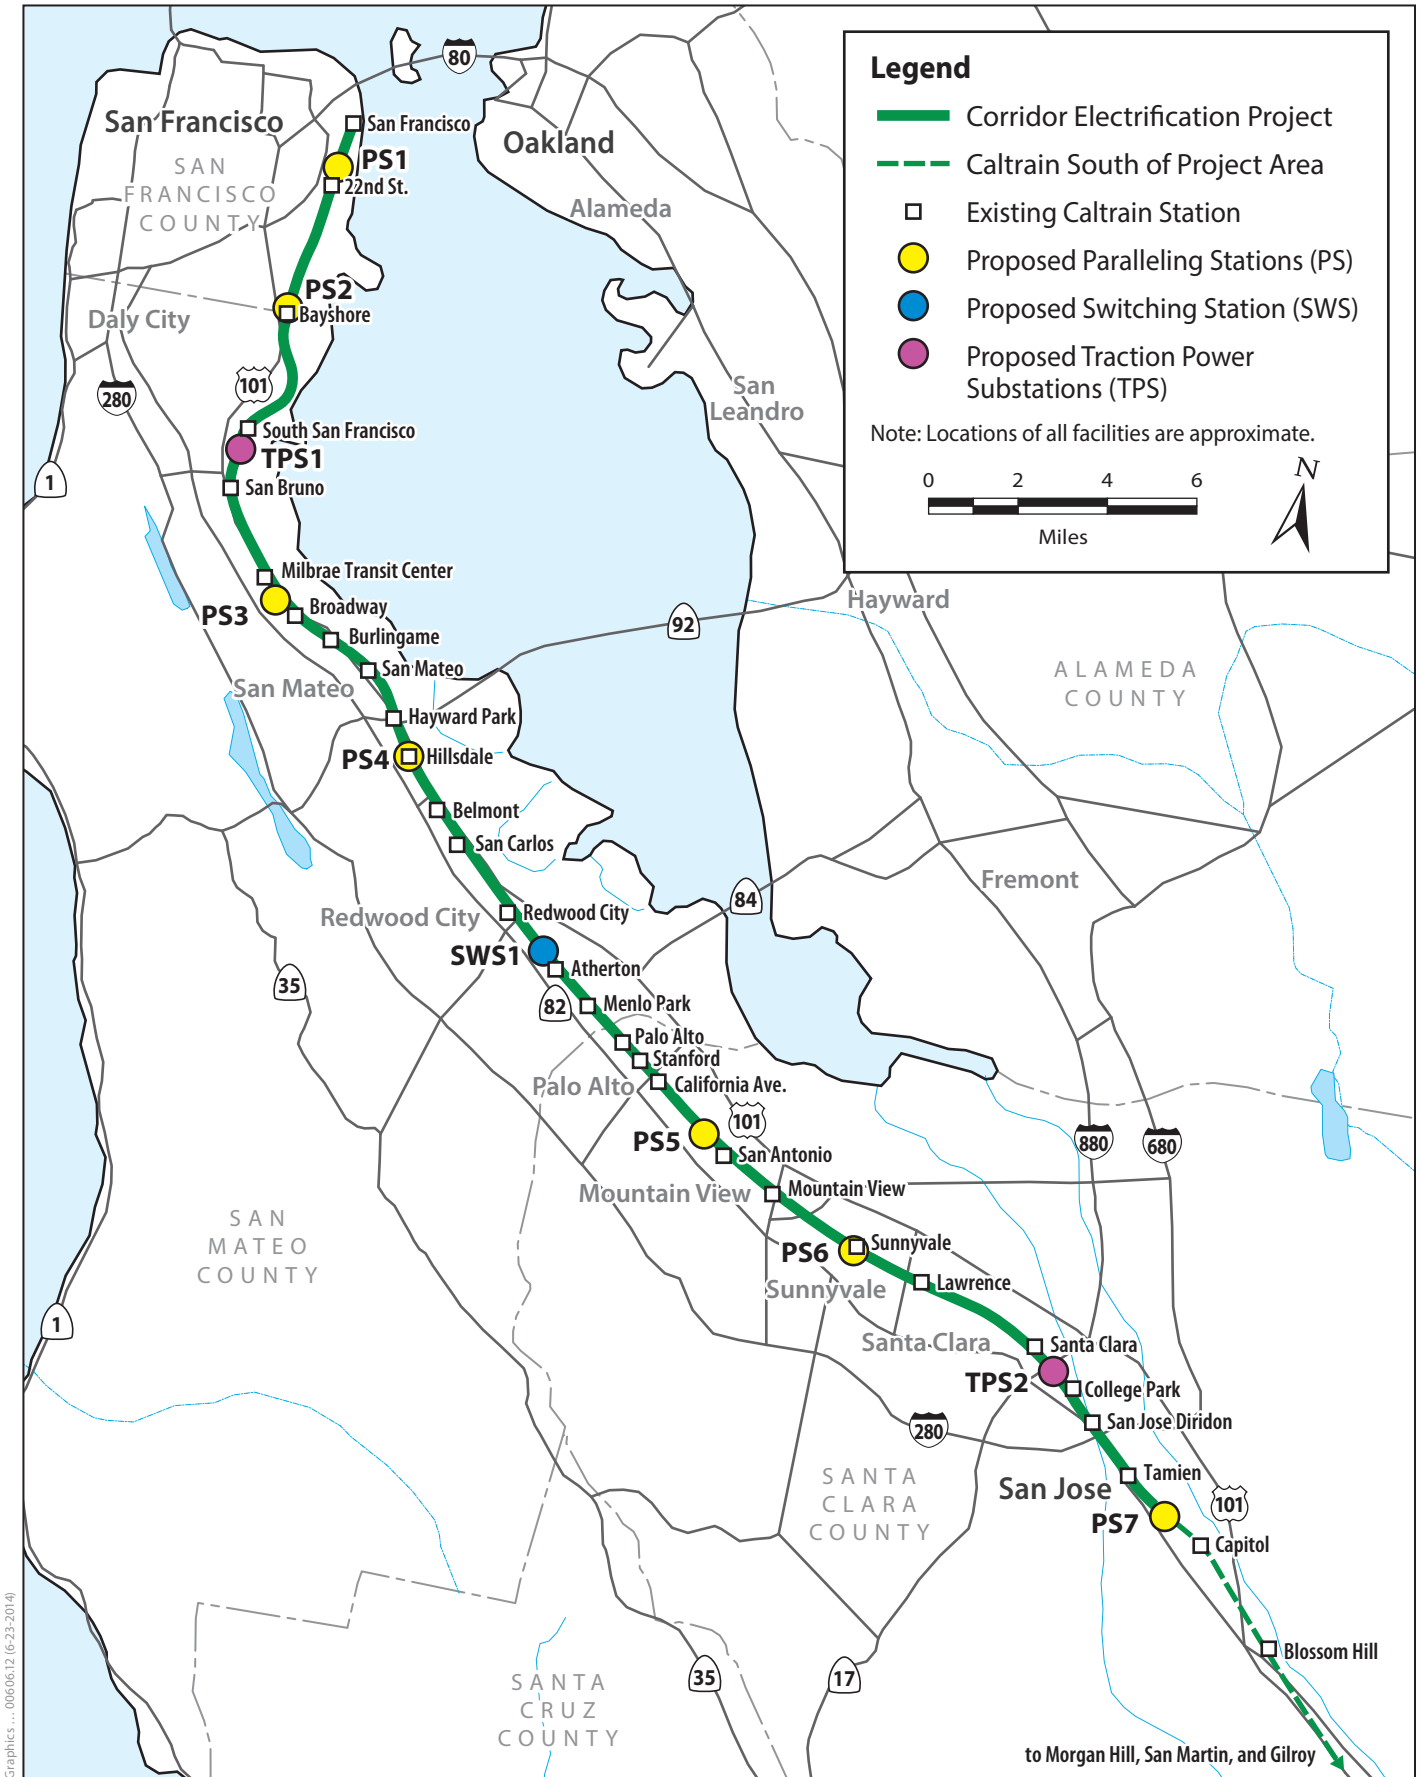 80
San Francisco
San Francisco
PS1
22nd St.
SAN
FRANCISCO
COUNTY
Oakland
Alameda
PS2
Bayshore
Daly City
101
280
San
Leandro
South San Francisco
TPS1
1
San Bruno
Legend
Corridor Electrification Project
Caltrain South of Project Area
Existing Caltrain Station
Proposed Paralleling Stations (PS)
Proposed Switching Station (SWS)
Proposed Traction Power
Substations (TPS)
Note: Locations of all facilities are approximate.
0 2 4 6
Miles
N
Milbrae Transit Center
PS3
Broadway
Burlingame
92
Hayward
San Mateo
San Mateo
ALAMEDA
COUNTY
Hayward Park
PS4
Hillsdale
Belmont
San Carlos
Fremont
84
Redwood City
Redwood City
SWS1
Atherton
35
82
Menlo Park
Palo Alto
Stanford
Palo Alto
California Ave.
101
PS5
880
680
San Antonio
Mountain View
Mountain View
SAN
MATEO
COUNTY
PS6
Sunnyvale
Sunnyvale
Lawrence
1
Santa Clara
Santa Clara
TPS2
College Park
San Jose Diridon
280
Tamien
SANTA
CLARA
COUNTY
San Jose
101
PS7
Capitol
Blossom Hill
35
17
SANTA
CRUZ
COUNTY
to Morgan Hill, San Martin, and Gilroy
Graphics … 00606.12 (6-23-2014)